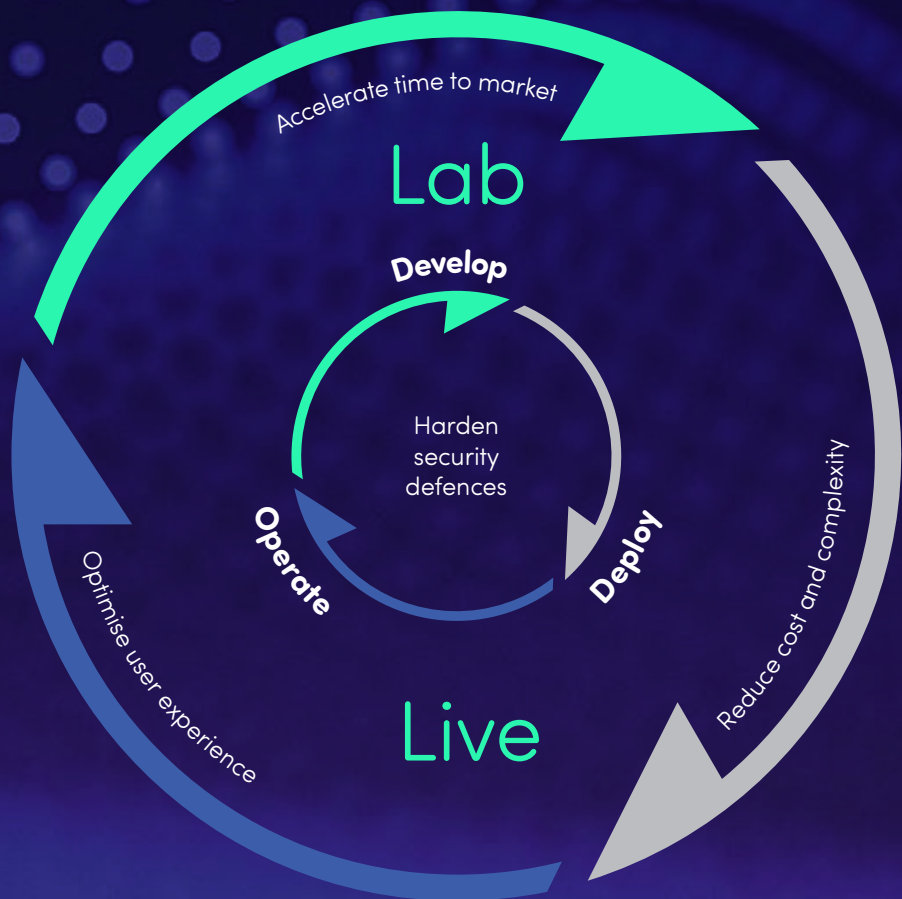 Accelerate time to market
Lab
Develop
Harden
security
defences
Operate
Deploy
Reduce cost and complexity
Optimise user experience
Live